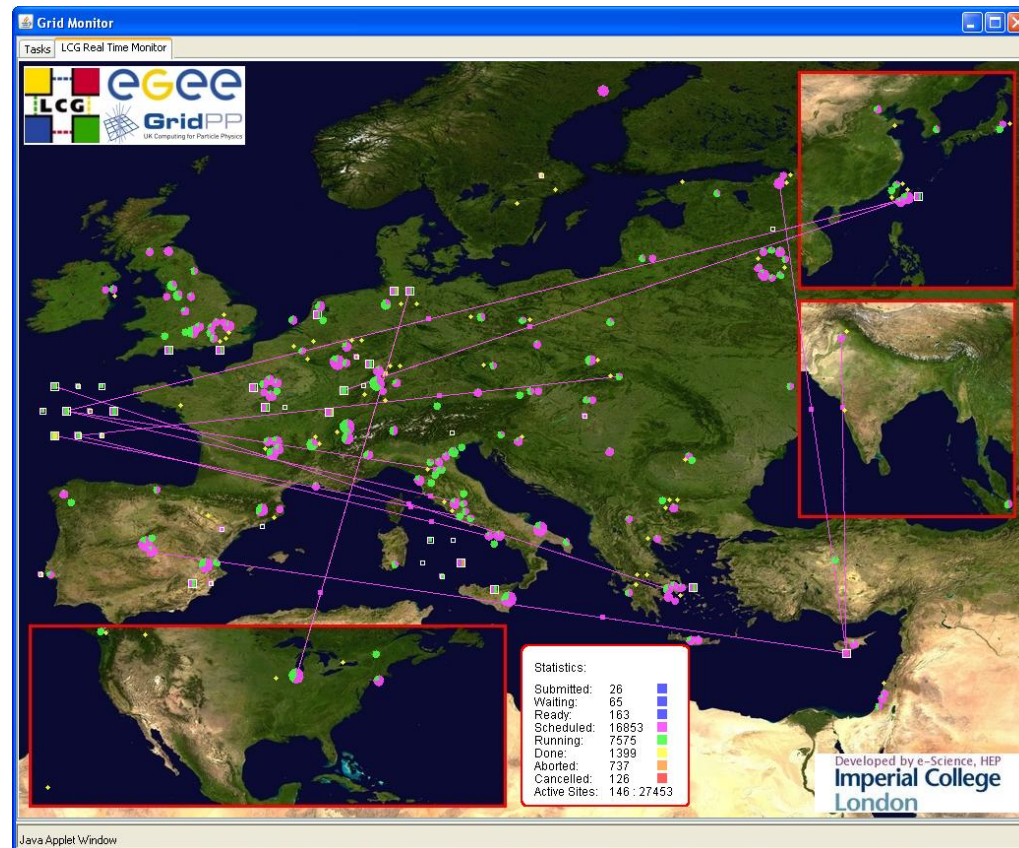 Grid Monitor
Tasks
LCG Real Time Monitor
LCG
egee
GridPP
UK Computing for Particle Physics
Statistics:
Submitted: 26
Waiting: 65
Ready: 163
Scheduled: 16853
Running: 7575
Done: 1399
Aborted: 737
Cancelled: 126
Active Sites: 146 : 27453
Developed by e-Science, HEP
Imperial College
London
Java Applet Window